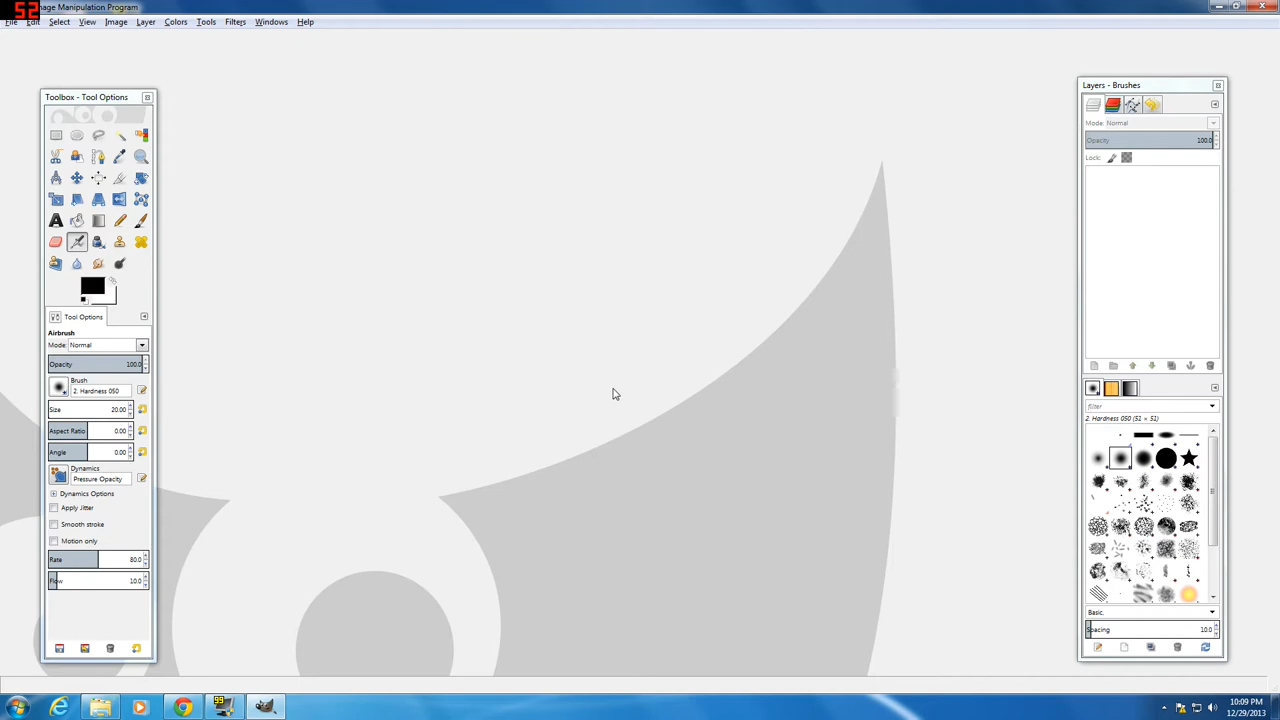 52
nage Manipulation Program
File Edit Select View Image Layer Colors Tools Filters Windows Help
Toolbox - Tool Options
A
Tool Options
Airbrush
Mode: Normal
Opacity 100.0
Brush
2. Hardness 050
Size 20.00
Aspect Ratio 0.00
Angle 0.00
Dynamics
Pressure Opacity
Dynamics Options
Apply Jitter
Smooth stroke
Motion only
Rate 80.0
Flow 10.0
Layers - Brushes
Mode: Normal
Opacity 100.0
Lock:
filter
2. Hardness 050 (51 × 51)
Basic,
Spacing 10.0
99
10:09 PM
12/29/2013